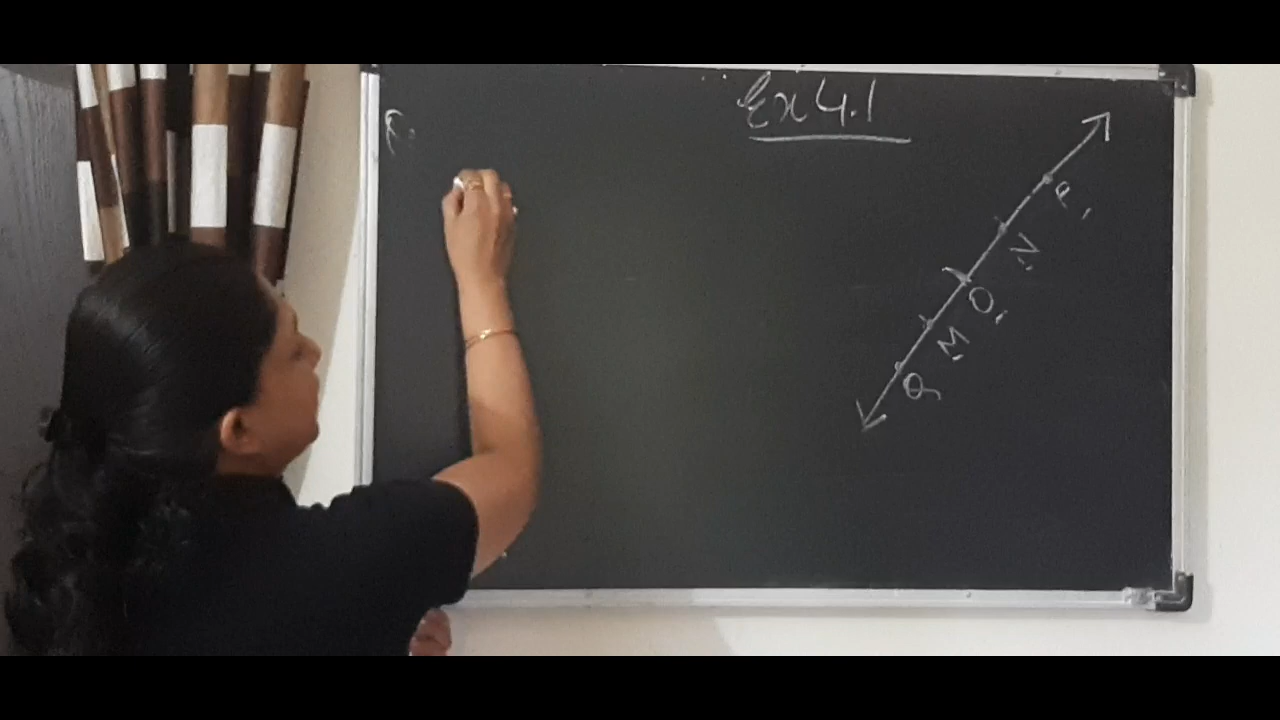 Ex 4.1
P,
N,
O,
M,
Q